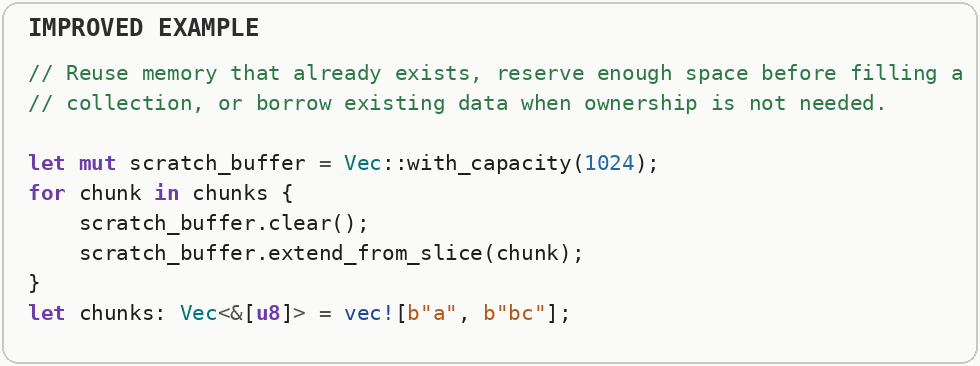 IMPROVED EXAMPLE
// Reuse memory that already exists, reserve enough space before filling a
// collection, or borrow existing data when ownership is not needed.
let mut scratch_buffer = Vec::with_capacity(1024);
for chunk in chunks {
    scratch_buffer.clear();
    scratch_buffer.extend_from_slice(chunk);
}
let chunks: Vec<&[u8]> = vec![b"a", b"bc"];